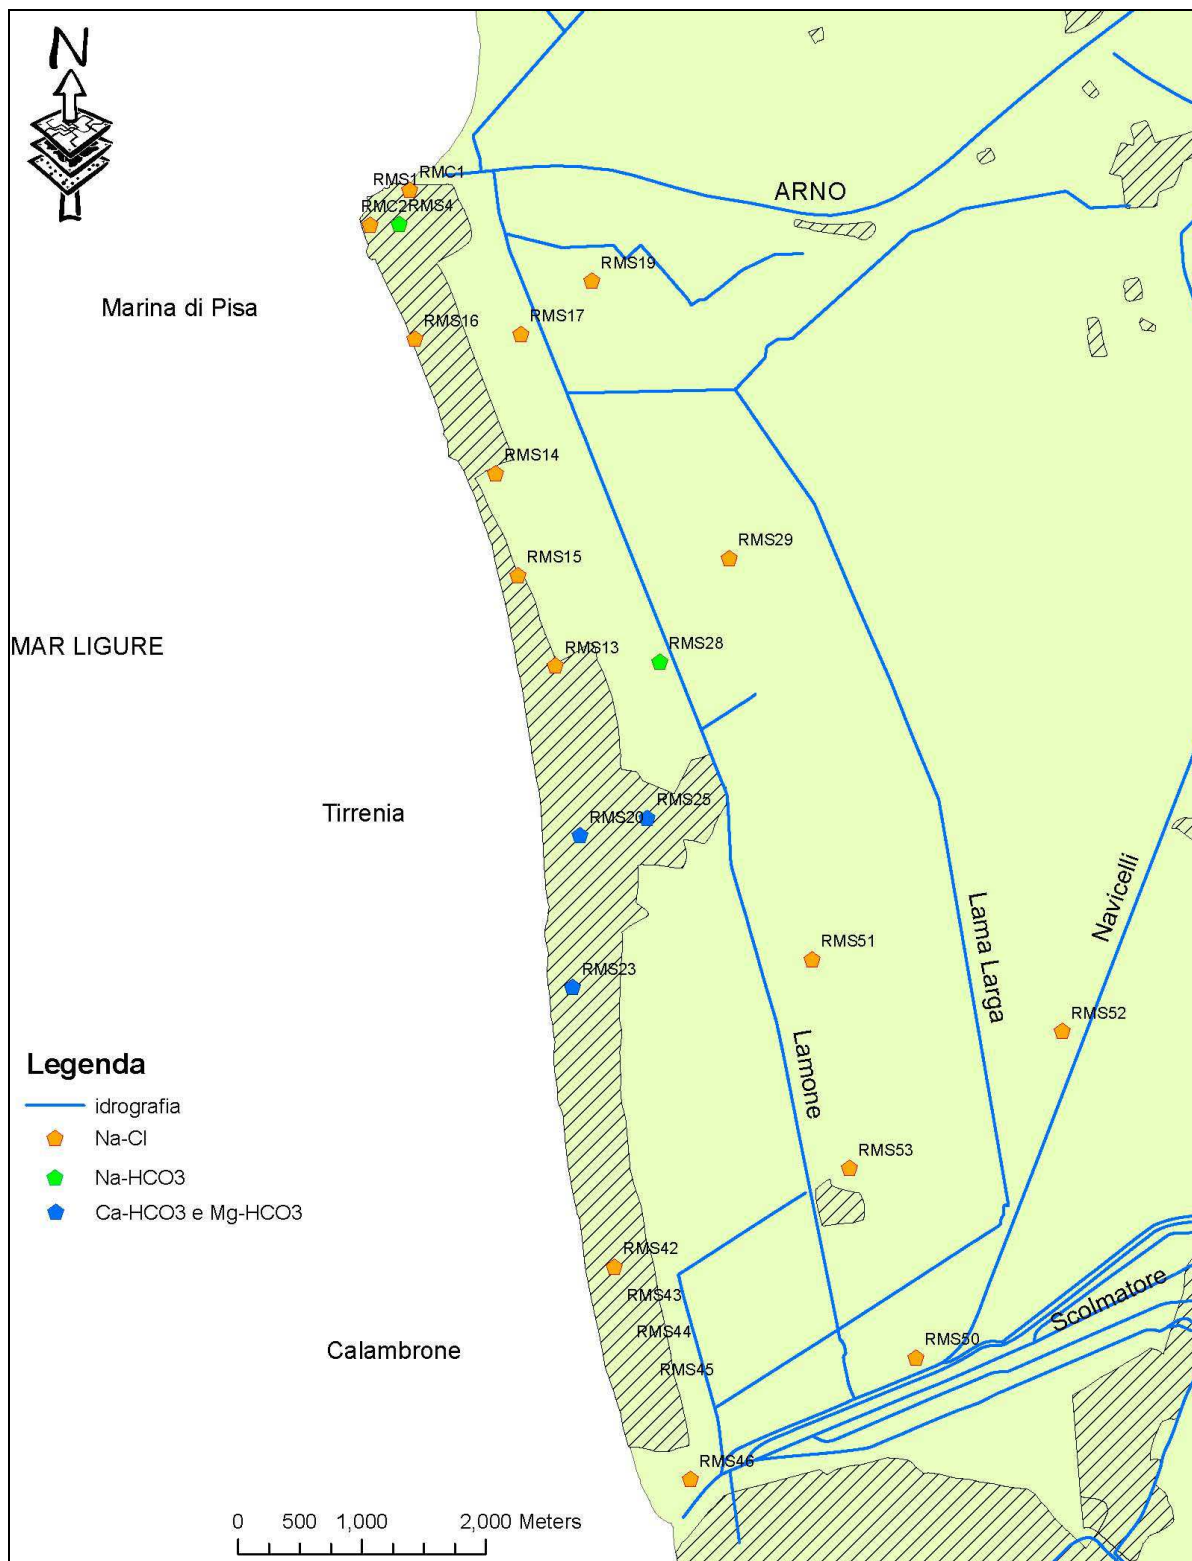 N
RMS1
RMC1
RMC2
RMS4
ARNO
RMS19
Marina di Pisa
RMS16
RMS17
RMS14
RMS29
RMS15
MAR LIGURE
RMS13
RMS28
Tirrenia
RMS20
RMS25
Navicelli
Lama Larga
RMS51
RMS23
RMS52
Lamone
Legenda
idrografia
Na-Cl
Na-HCO3
Ca-HCO3 e Mg-HCO3
RMS53
RMS42
RMS43
Scolmatore
RMS44
Calambrone
RMS50
RMS45
RMS46
0 500 1,000 2,000 Meters